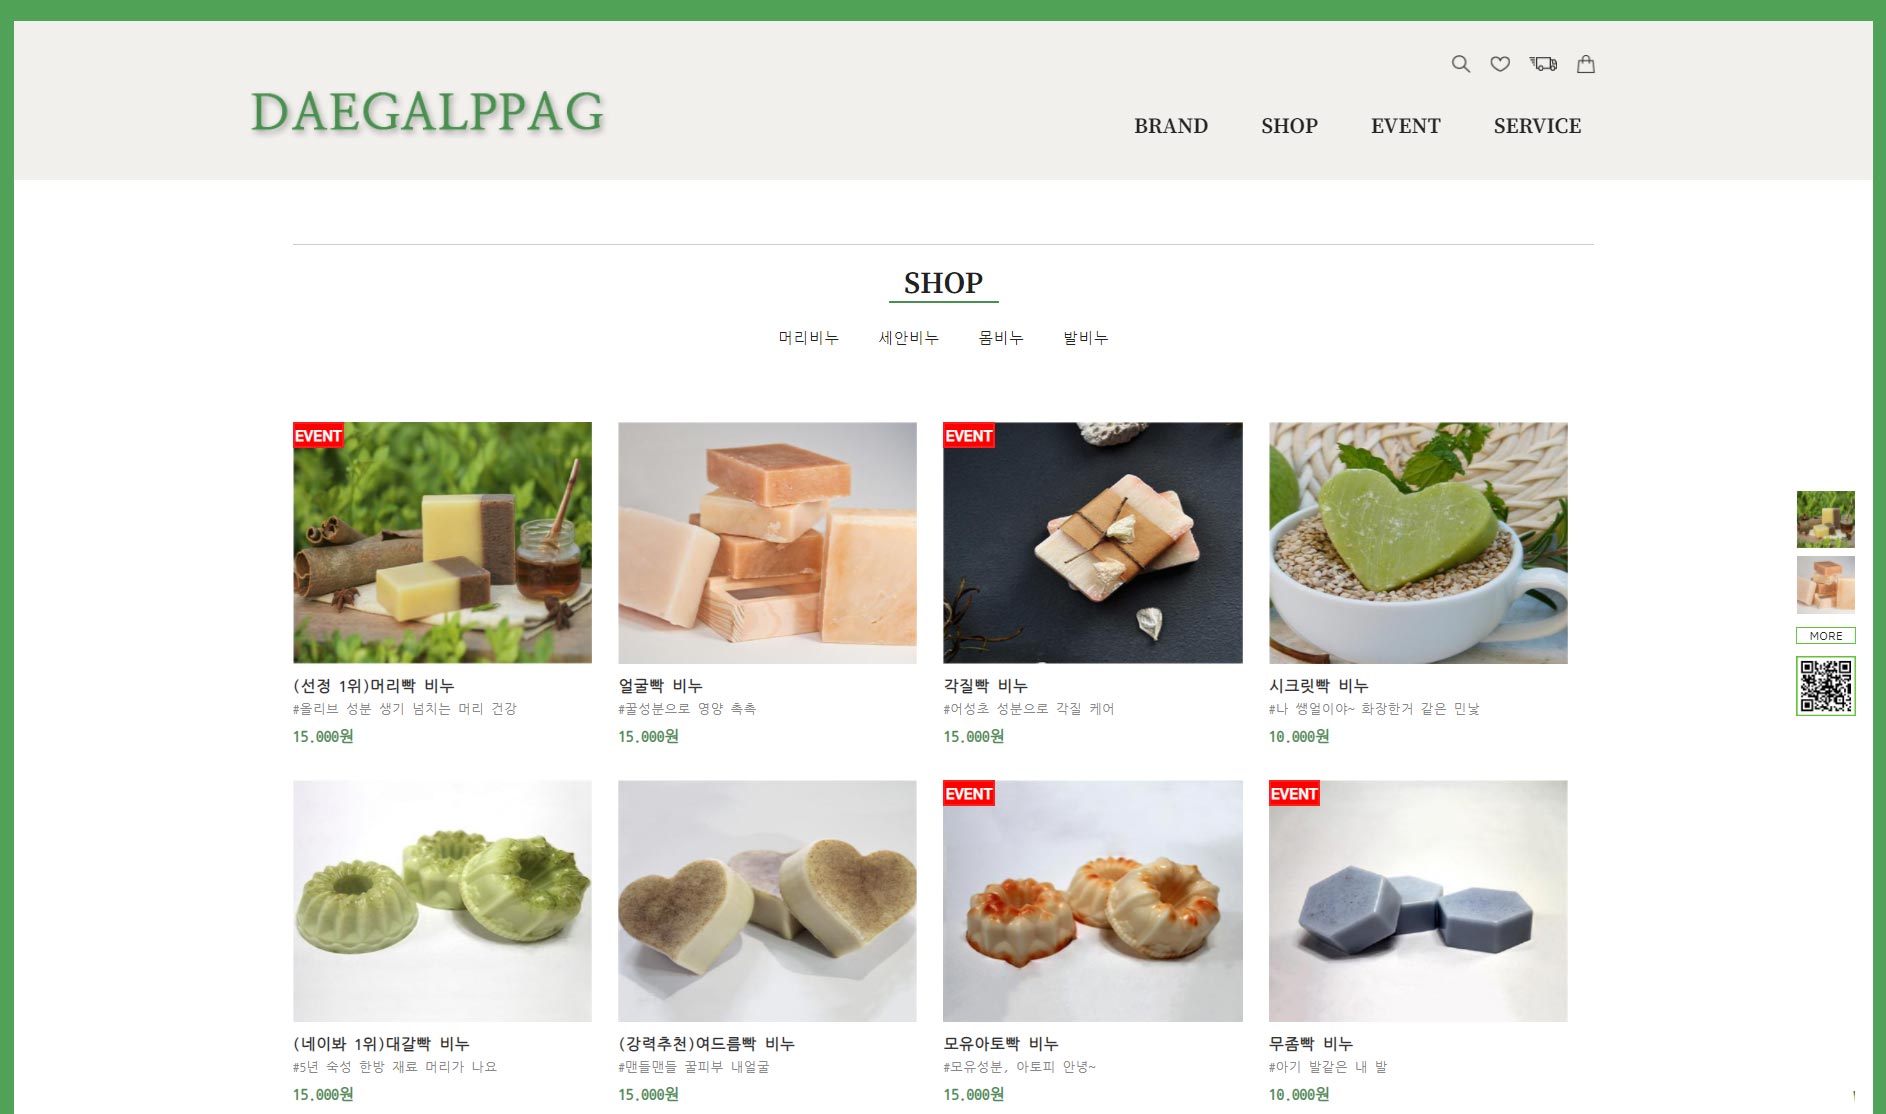 DAEGALPPAG
BRAND SHOP EVENT SERVICE
SHOP
머리비누 세안비누 몸비누 발비누
EVENT
EVENT
(선정 1위)머리빡 비누
#올리브 성분 생기 넘치는 머리 건강
15.000원
얼굴빡 비누
#꿀성분으로 영양 촉촉
15.000원
각질빡 비누
#어성초 성분으로 각질 케어
15.000원
시크릿빡 비누
#나 쌩얼이야~ 화장한거 같은 민낯
10.000원
MORE
EVENT
EVENT
(네이봐 1위)대갈빡 비누
#5년 숙성 한방 재료 머리가 나요
15.000원
(강력추천)여드름빡 비누
#맨들맨들 꿀피부 내얼굴
15.000원
모유아토빡 비누
#모유성분, 아토피 안녕~
15.000원
무좀빡 비누
#아기 발같은 내 발
10.000원